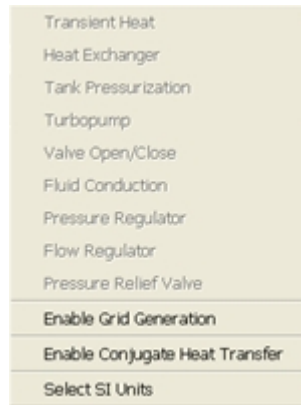 Transient Heat
Heat Exchanger
Tank Pressurization
Turbopump
Valve Open/Close
Fluid Conduction
Pressure Regulator
Flow Regulator
Pressure Relief Valve
Enable Grid Generation
Enable Conjugate Heat Transfer
Select SI Units